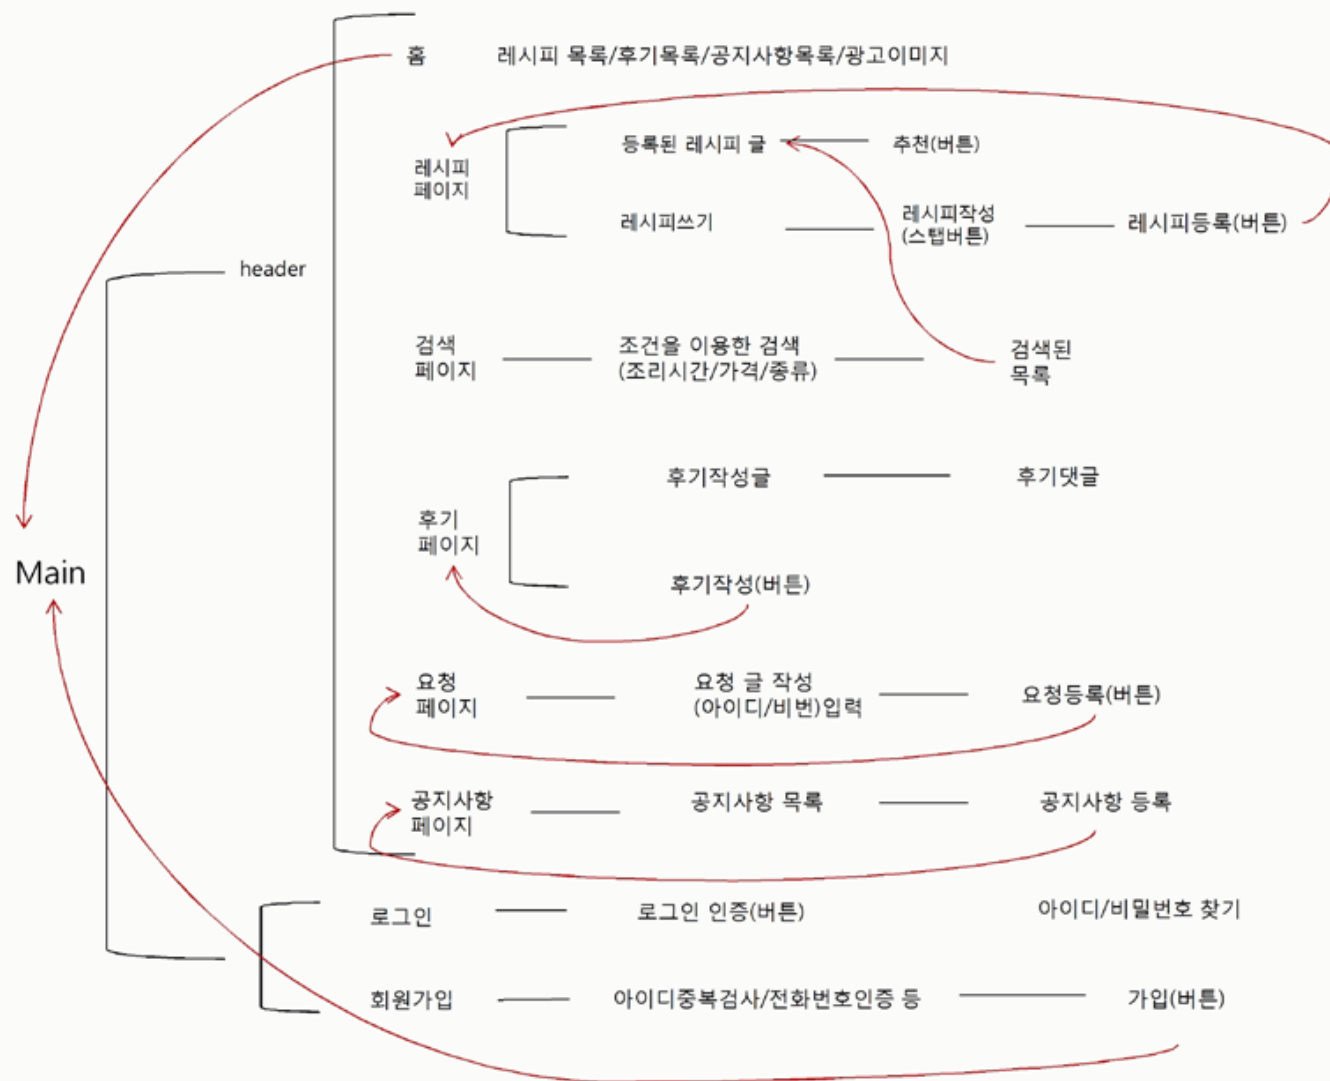 홈 레시피 목록/후기목록/공지사항목록/광고이미지
등록된 레시피 글 추천(버튼)
레시피
페이지
레시피쓰기
레시피작성
(스탭버튼)
레시피등록(버튼)
header
검색
페이지
조건을 이용한 검색
(조리시간/가격/종류)
검색된
목록
후기작성글 후기댓글
후기
페이지
후기작성(버튼)
Main
요청
페이지
요청 글 작성
(아이디/비번)입력
요청등록(버튼)
공지사항
페이지
공지사항 목록 공지사항 등록
로그인 로그인 인증(버튼) 아이디/비밀번호 찾기
회원가입 아이디중복검사/전화번호인증 등 가입(버튼)